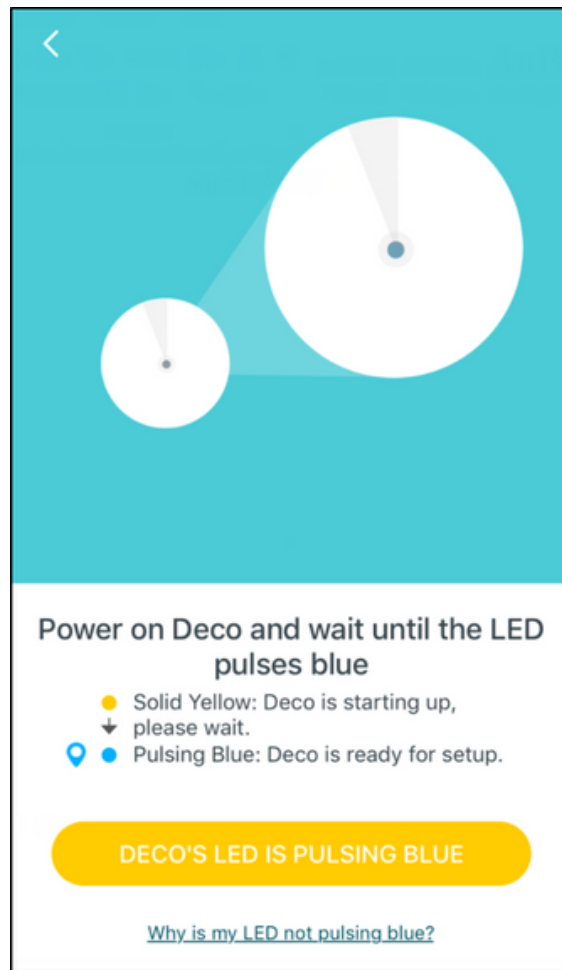 Power on Deco and wait until the LED
pulses blue
Solid Yellow: Deco is starting up,
please wait.
Pulsing Blue: Deco is ready for setup.
DECO'S LED IS PULSING BLUE
Why is my LED not pulsing blue?